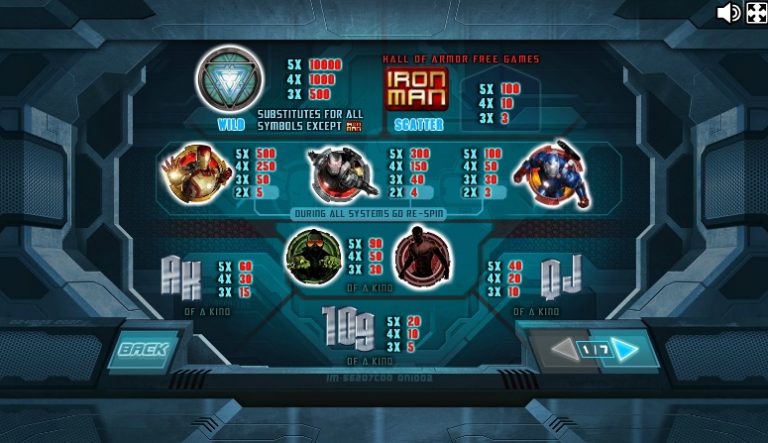 HALL OF ARMOR FREE GAMES
5X 10000
4X 1000
3X 500
WILD
SUBSTITUTES FOR ALL
SYMBOLS EXCEPT IRON MAN
IRON
MAN
SCATTER
5X 100
4X 10
3X 3
5X 500
4X 250
3X 50
2X 5
5X 300
4X 150
3X 40
2X 4
5X 100
4X 50
3X 30
2X 3
DURING ALL SYSTEMS GO RE-SPIN
5X 90
4X 50
3X 30
OF A KIND
AK
5X 60
4X 30
3X 15
OF A KIND
5X 40
4X 20
3X 10
QJ
OF A KIND
109
5X 20
4X 10
3X 5
OF A KIND
BACK
1/7